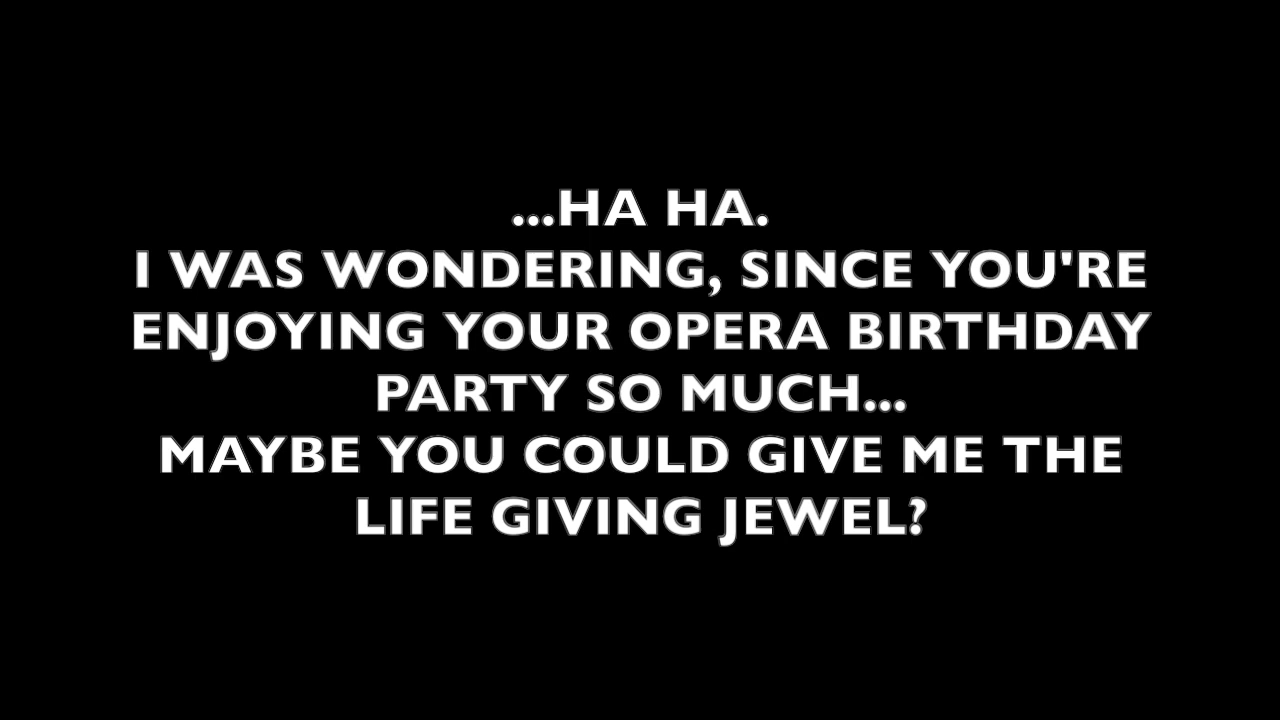 ...HA HA.
I WAS WONDERING, SINCE YOU'RE
ENJOYING YOUR OPERA BIRTHDAY
PARTY SO MUCH...
MAYBE YOU COULD GIVE ME THE
LIFE GIVING JEWEL?